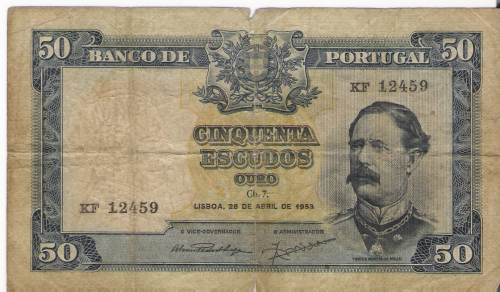 50 BANCO DE PORTUGAL 50
KF 12459
CINQUENTA
ESCUDOS
OURO
Ch. 7.
KF 12459
LISBOA, 28 DE ABRIL DE 1953
O VICE-GOVERNADOR O ADMINISTRADOR
50 50